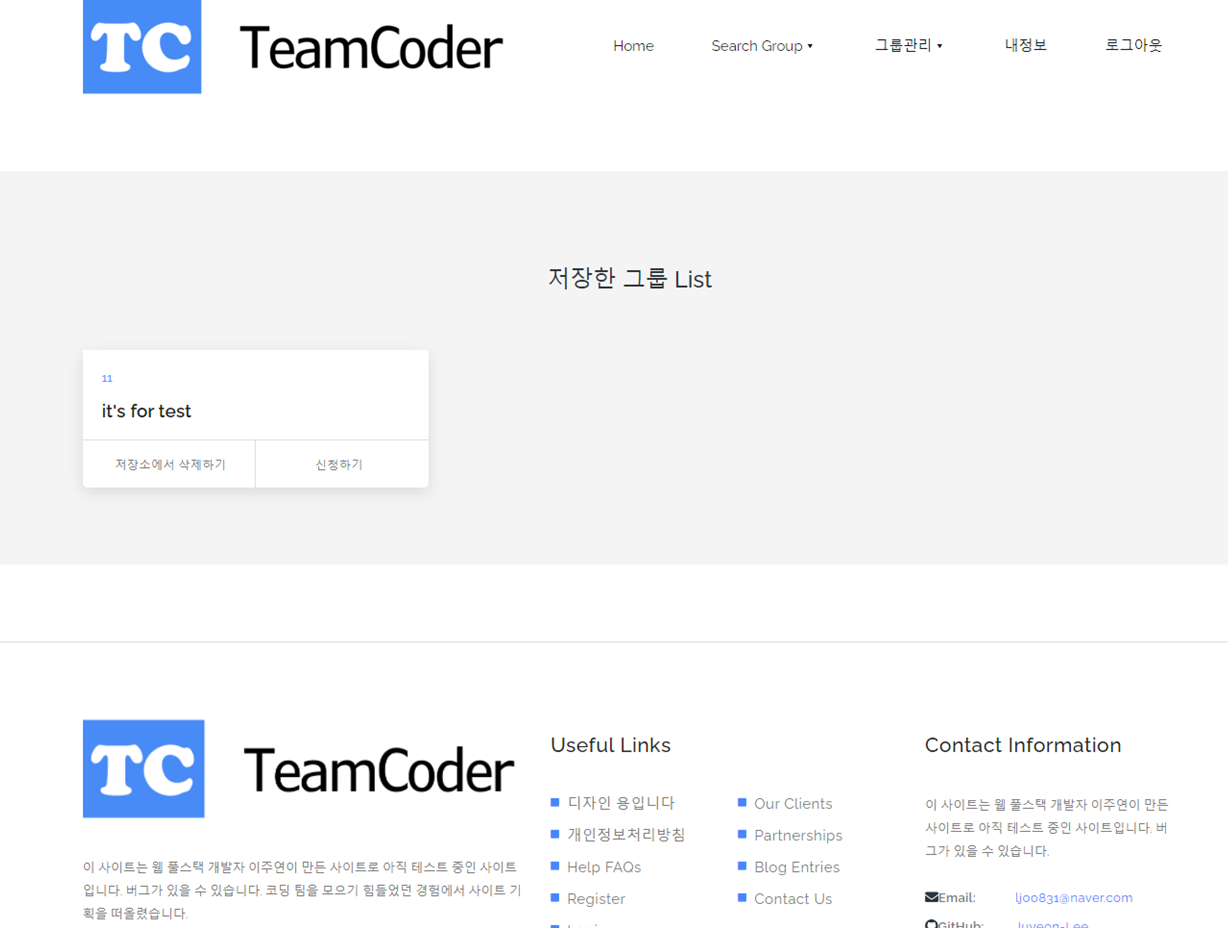 TC TeamCoder
Home Search Group ▾ 그룹관리 ▾ 내정보 로그아웃
저장한 그룹 List
11
it's for test
저장소에서 삭제하기 신청하기
TC TeamCoder
이 사이트는 웹 풀스택 개발자 이주연이 만든 사이트로 아직 테스트 중인 사이트
입니다. 버그가 있을 수 있습니다. 코딩 팀을 모으기 힘들었던 경험에서 사이트 기
획을 떠올렸습니다.
Useful Links
디자인 용입니다
개인정보처리방침
Help FAQs
Register
Our Clients
Partnerships
Blog Entries
Contact Us
Contact Information
이 사이트는 웹 풀스택 개발자 이주연이 만든
사이트로 아직 테스트 중인 사이트입니다. 버
그가 있을 수 있습니다.
Email: ljoo831@naver.com
GitHub: Juyeon-Lee